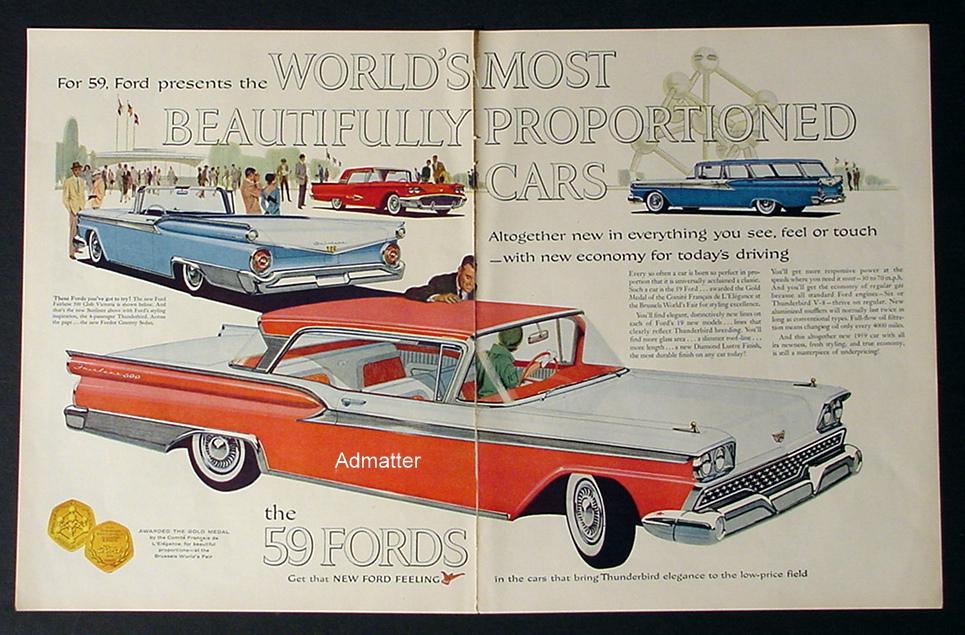 For 59, Ford presents the WORLD'S MOST
BEAUTIFULLY PROPORTIONED
CARS
Altogether new in everything you see, feel or touch
—with new economy for today's driving
These Fords you've got to try! The new Ford
Fairlane 500 Club Victoria is shown below. And
that's the new Sunliner above with Ford's styling
inspiration, the 4-passenger Thunderbird. Across
the page . . . the new Fordor Country Sedan.
Every so often a car is born so perfect in pro-
portion that it is universally acclaimed a classic.
Such a car is the 59 Ford . . . awarded the Gold
Medal of the Comité Français de L'Elégance at
the Brussels World's Fair for styling excellence.
You'll find elegant, distinctively new lines on
each of Ford's 19 new models . . . lines that
clearly reflect Thunderbird breeding. You'll
find more glass area . . . a slimmer roof-line . . .
more length . . . a new Diamond Lustre Finish,
the most durable finish on any car today!
You'll get more responsive power at the
speeds where you need it most—30 to 70 m.p.h.
And you'll get the economy of regular gas
because all standard Ford engines—Six or
Thunderbird V-8—thrive on regular. New
aluminized mufflers will normally last twice as
long as conventional types. Full-flow oil filtra-
tion means changing oil only every 4000 miles.
And this altogether new 1959 car with all
its newness, fresh styling, and true economy,
is still a masterpiece of underpricing!
Fairlane 500
Admatter
AWARDED THE GOLD MEDAL
by the Comité Français de
L'Elégance, for beautiful
proportions—at the
Brussels World's Fair
the
59 FORDS
Get that NEW FORD FEELING
in the cars that bring Thunderbird elegance to the low-price field